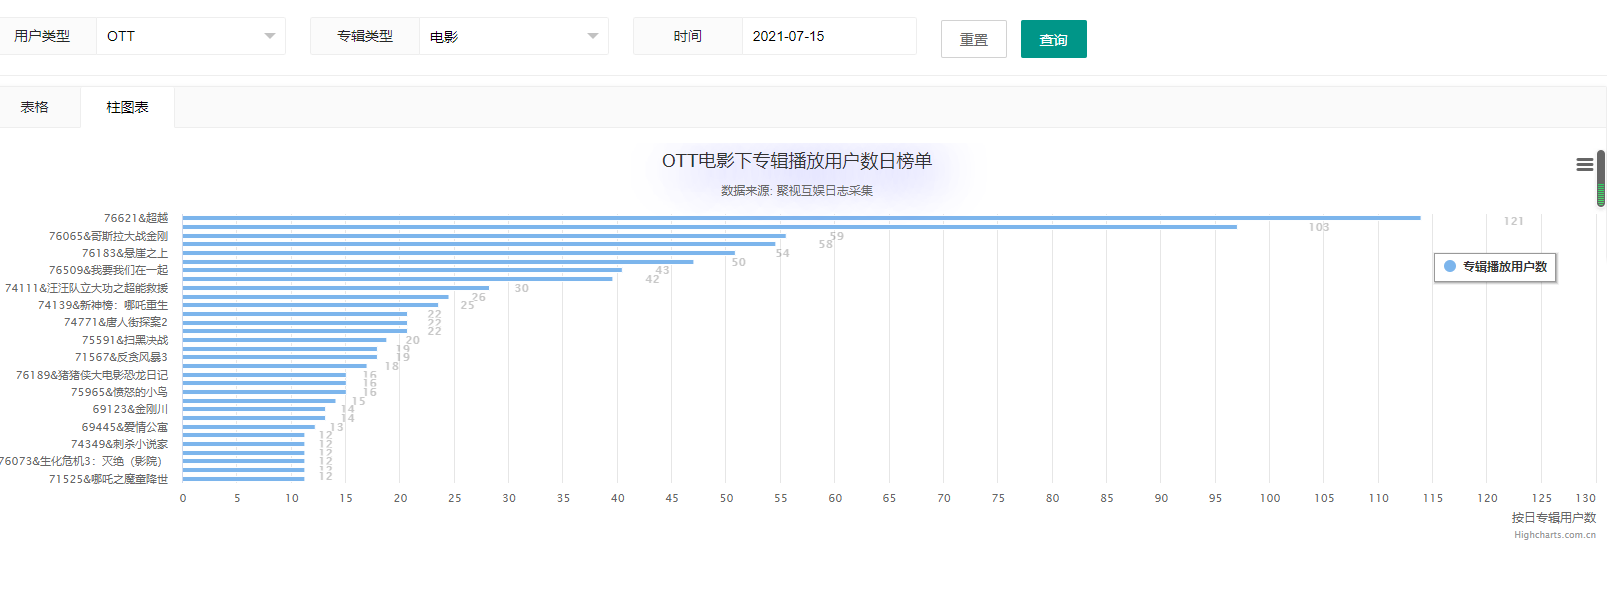 用户类型 OTT 专辑类型 电影 时间 2021-07-15 重置 查询
表格 柱图表
OTT电影下专辑播放用户数日榜单
数据来源: 聚视互娱日志采集
76621&超越 121
103
76065&哥斯拉大战金刚 59
58
76183&悬崖之上 54
50
76509&我要我们在一起 43
42
74111&汪汪队立大功之超能救援 30
26
74139&新神榜：哪吒重生 25
22
74771&唐人街探案2 22
22
75591&扫黑决战 20
19
71567&反贪风暴3 19
18
76189&猪猪侠大电影恐龙日记 16
16
75965&愤怒的小鸟 16
15
69123&金刚川 14
14
69445&爱情公寓 13
12
74349&刺杀小说家 12
12
76073&生化危机3：灭绝（影院） 12
12
71525&哪吒之魔童降世 12
专辑播放用户数
0 5 10 15 20 25 30 35 40 45 50 55 60 65 70 75 80 85 90 95 100 105 110 115 120 125 130
按日专辑用户数
Highcharts.com.cn